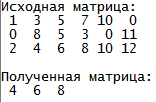 Исходная матрица:
1 3 5 7 10 0
0 8 5 3 0 11
2 4 6 8 10 12
Полученная матрица:
4 6 8